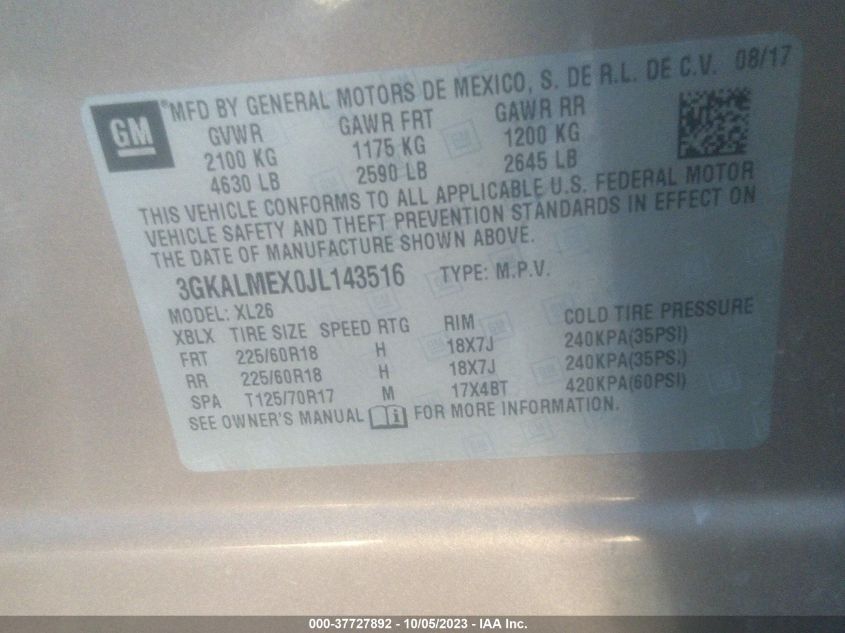 GM
® MFD BY GENERAL MOTORS DE MEXICO, S. DE R.L. DE C.V. 08/17
GVWR GAWR FRT GAWR RR
2100 KG 1175 KG 1200 KG
4630 LB 2590 LB 2645 LB
THIS VEHICLE CONFORMS TO ALL APPLICABLE U.S. FEDERAL MOTOR
VEHICLE SAFETY AND THEFT PREVENTION STANDARDS IN EFFECT ON
THE DATE OF MANUFACTURE SHOWN ABOVE.
3GKALMEX0JL143516 TYPE: M.P.V.
MODEL: XL26
XBLX TIRE SIZE SPEED RTG RIM COLD TIRE PRESSURE
FRT 225/60R18 H 18X7J 240KPA(35PSI)
RR 225/60R18 H 18X7J 240KPA(35PSI)
SPA T125/70R17 M 17X4BT 420KPA(60PSI)
SEE OWNER'S MANUAL FOR MORE INFORMATION.
000-37727892 - 10/05/2023 - IAA Inc.